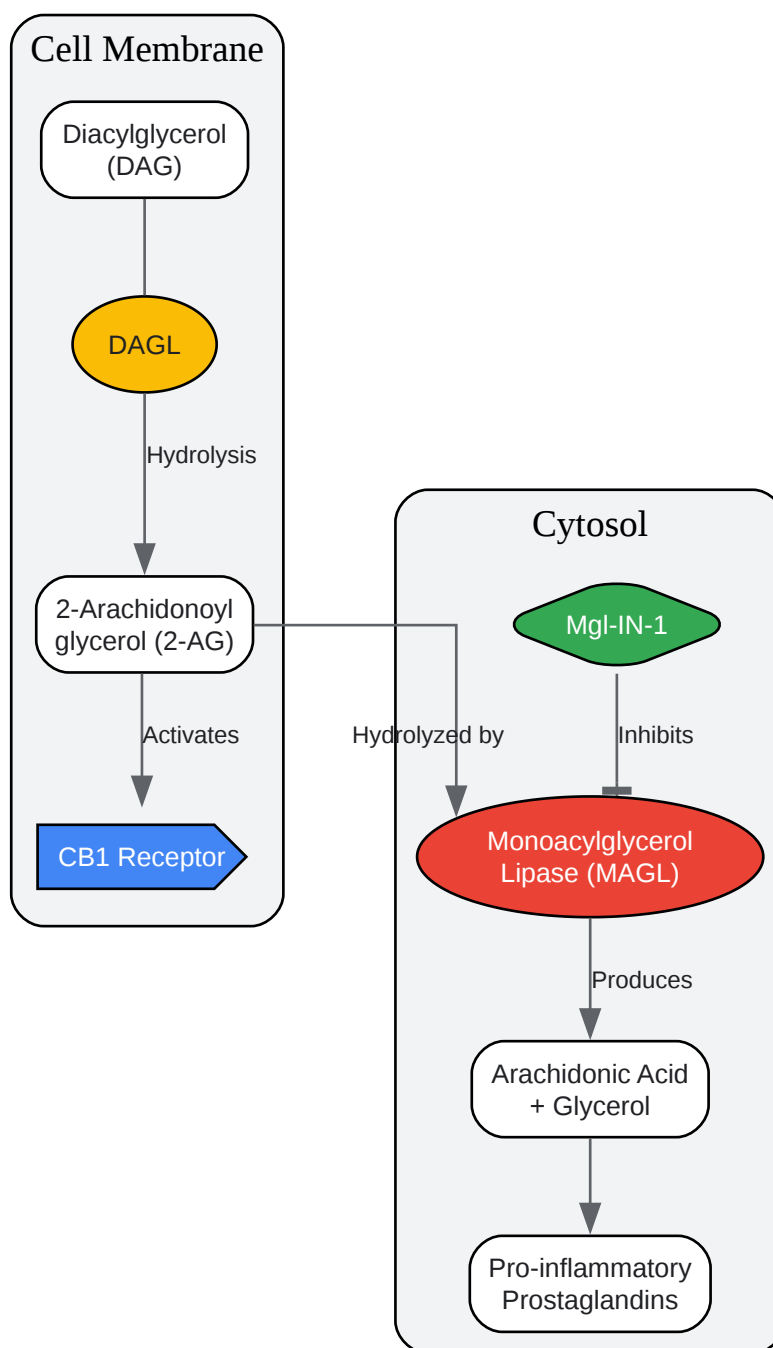 Cell Membrane
Diacylglycerol
(DAG)
DAGL
Hydrolysis
2-Arachidonoyl
glycerol (2-AG)
Activates
CB1 Receptor
Cytosol
Mgl-IN-1
Hydrolyzed by
Inhibits
Monoacylglycerol
Lipase (MAGL)
Produces
Arachidonic Acid
+ Glycerol
Pro-inflammatory
Prostaglandins